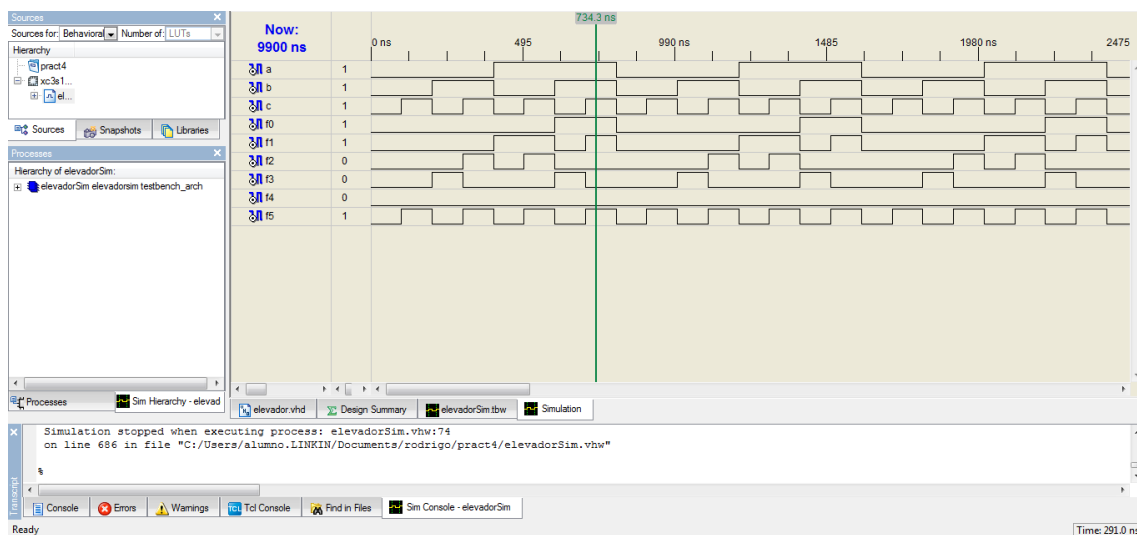 Sources
Sources for: Behavioral Number of: LUTs
Hierarchy
pract4
xc3s1...
el...
Sources Snapshots Libraries
Processes
Hierarchy of elevadorSim:
elevadorSim elevadorsim testbench_arch
Processes Sim Hierarchy - elevad
734.3 ns
Now:
9900 ns
0 ns 495 990 ns 1485 1980 ns 2475
a 1
b 1
c 1
f0 1
f1 1
f2 0
f3 0
f4 0
f5 1
elevador.vhd Design Summary elevadorSim.tbw Simulation
Simulation stopped when executing process: elevadorSim.vhw:74
on line 686 in file "C:/Users/alumno.LINKIN/Documents/rodrigo/pract4/elevadorSim.vhw"
%
Transcript
Console Errors Warnings TCL Tcl Console Find in Files Sim Console - elevadorSim
Ready Time: 291.0 ns